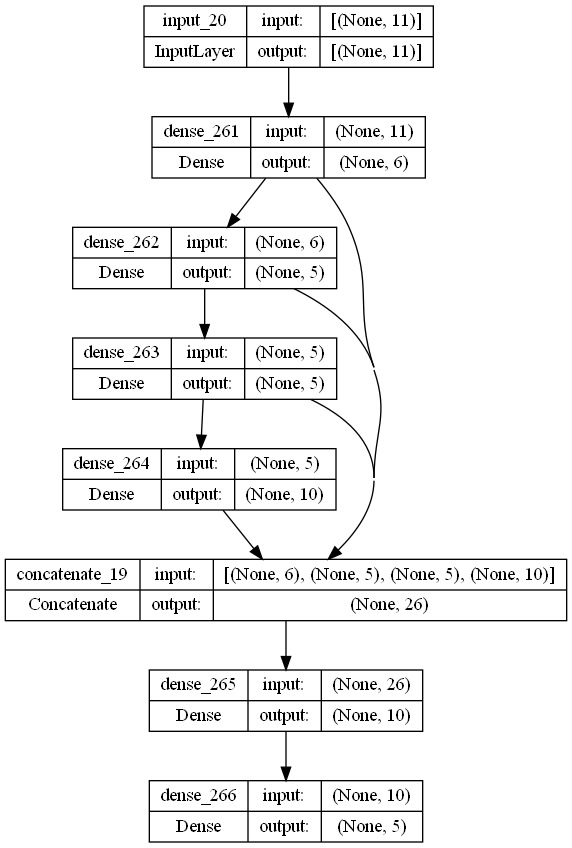 input_20 input: [(None, 11)]
InputLayer output: [(None, 11)]
dense_261 input: (None, 11)
Dense output: (None, 6)
dense_262 input: (None, 6)
Dense output: (None, 5)
dense_263 input: (None, 5)
Dense output: (None, 5)
dense_264 input: (None, 5)
Dense output: (None, 10)
concatenate_19 input: [(None, 6), (None, 5), (None, 5), (None, 10)]
Concatenate output: (None, 26)
dense_265 input: (None, 26)
Dense output: (None, 10)
dense_266 input: (None, 10)
Dense output: (None, 5)